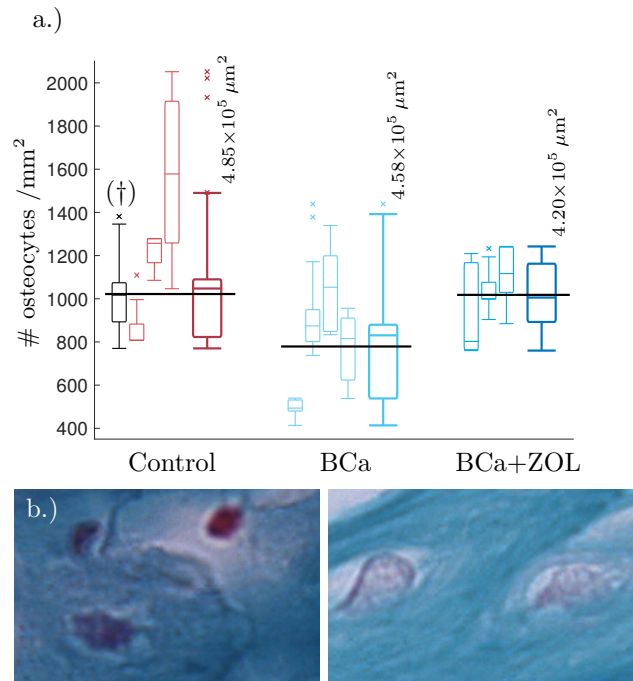 a.)
# osteocytes /mm²
2000
1800
1600
1400
1200
1000
800
600
400
(†)
4.85×10⁵ μm²
4.58×10⁵ μm²
4.20×10⁵ μm²
Control
BCa
BCa+ZOL
b.)